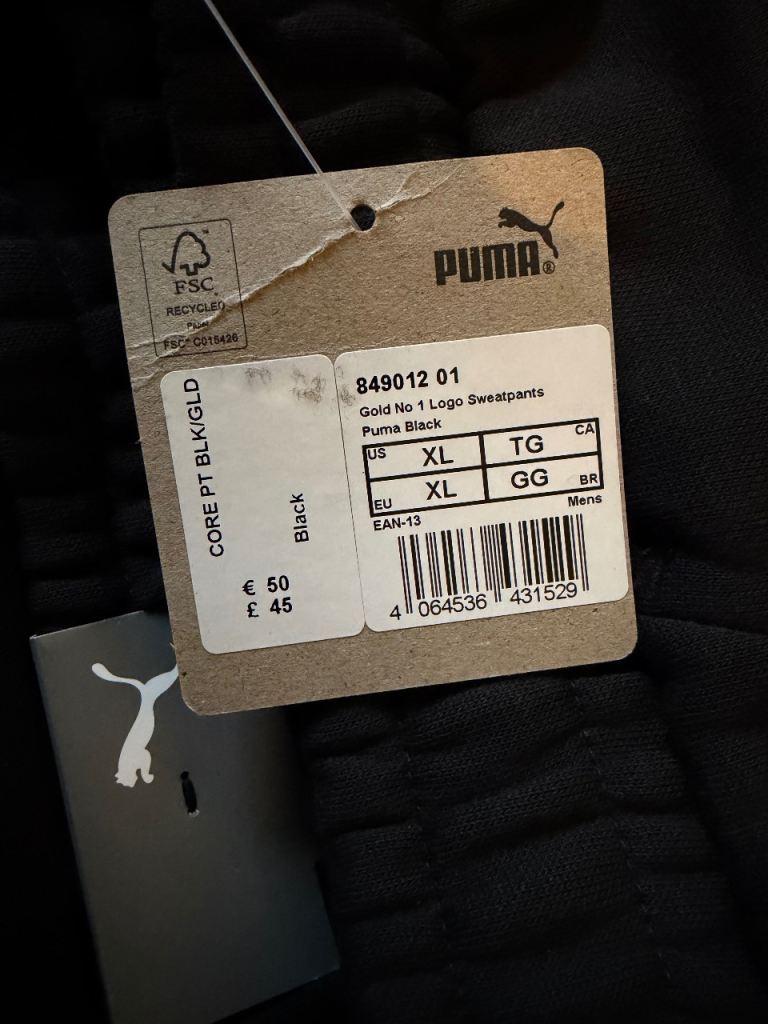 FSC
RECYCLED
Paper
FSC® C015426
PUMA®
CORE PT BLK/GLD
Black
€ 50
£ 45
849012 01
Gold No 1 Logo Sweatpants
Puma Black
US XL TG CA
EU XL GG BR
EAN-13 Mens
4 064536 431529